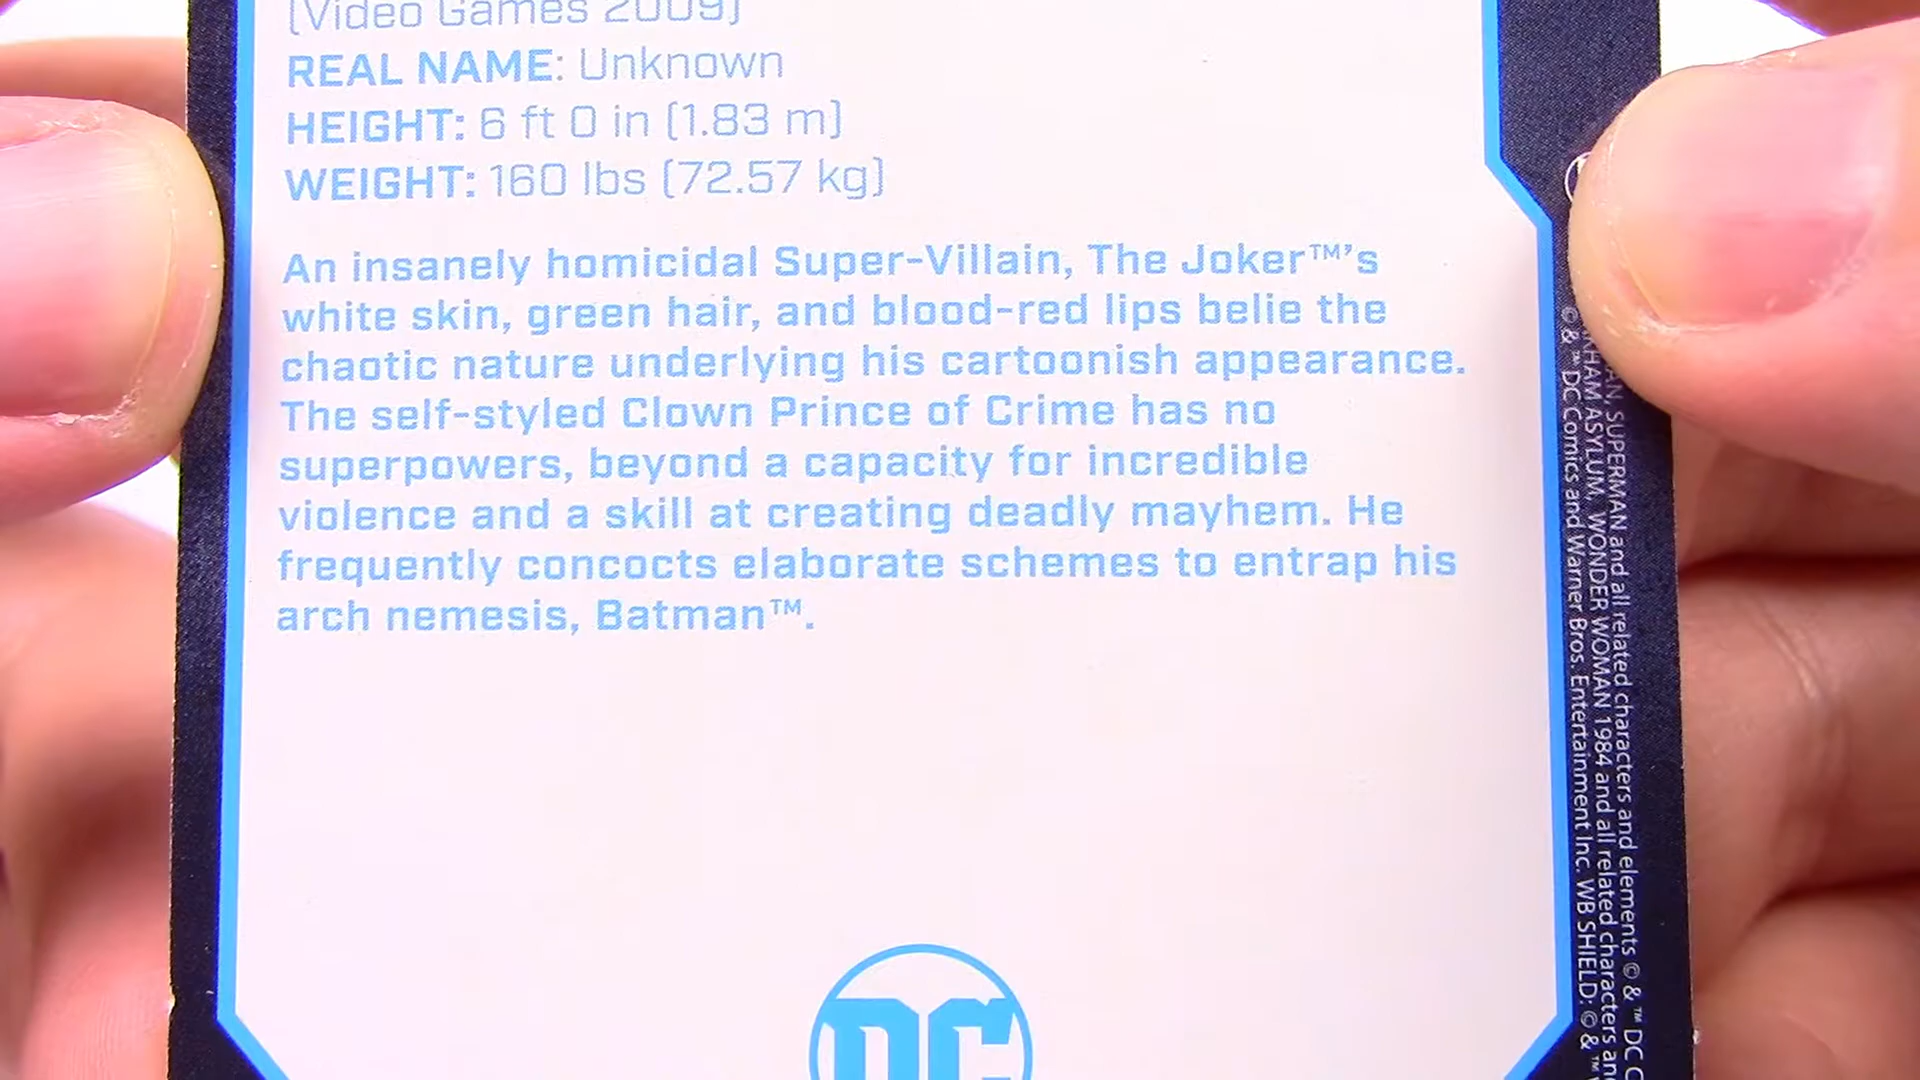 (Video Games 2009)
REAL NAME: Unknown
HEIGHT: 6 ft 0 in (1.83 m)
WEIGHT: 160 lbs (72.57 kg)
An insanely homicidal Super-Villain, The Joker™'s
white skin, green hair, and blood-red lips belie the
chaotic nature underlying his cartoonish appearance.
The self-styled Clown Prince of Crime has no
superpowers, beyond a capacity for incredible
violence and a skill at creating deadly mayhem. He
frequently concocts elaborate schemes to entrap his
arch nemesis, Batman™.
DC
SUPERMAN and all related characters and elements © & ™ DC
ASYLUM, WONDER WOMAN 1984 and all related characters and
© & ™ DC Comics and Warner Bros. Entertainment Inc. WB SHIELD: © & ™